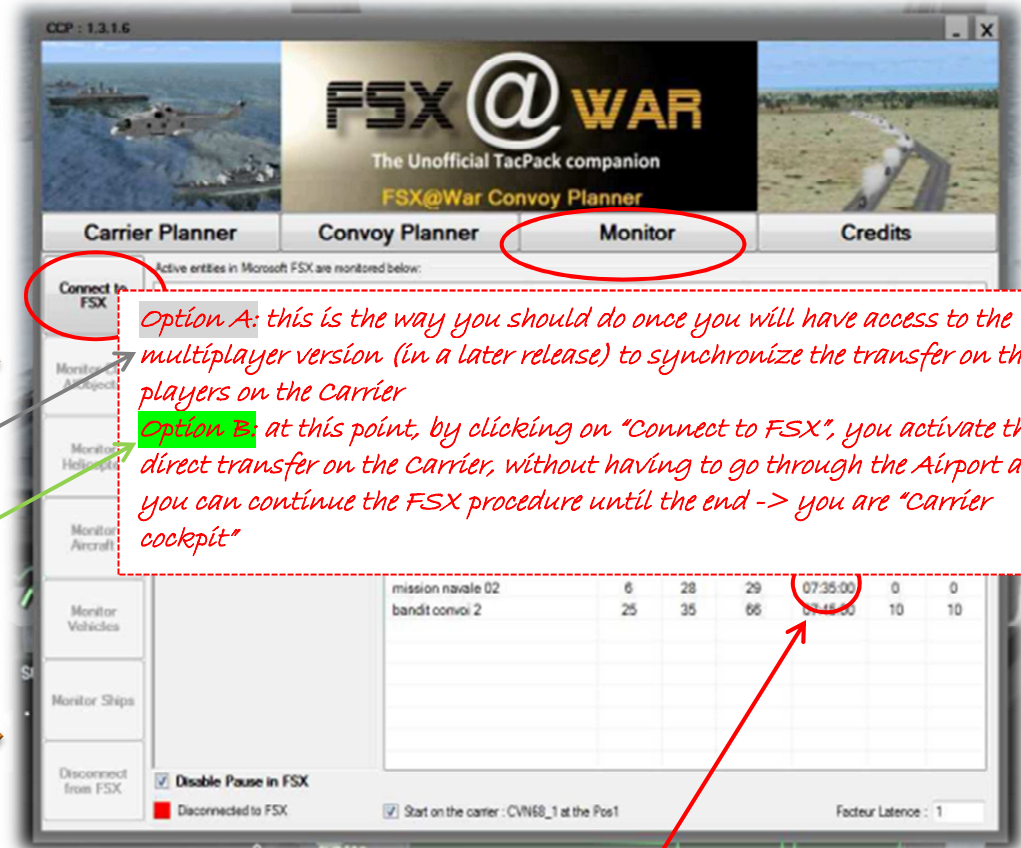 CCP : 1.3.1.6
FSX @ WAR
The Unofficial TacPack companion
FSX@War Convoy Planner
Carrier Planner
Convoy Planner
Monitor
Credits
Connect to
FSX
Active entities in Microsoft FSX are monitored below:
Option A: this is the way you should do once you will have access to the
multiplayer version (in a later release) to synchronize the transfer on
players on the Carrier
Option B: at this point, by clicking on "Connect to FSX", you activate
direct transfer on the Carrier, without having to go through the Airport
you can continue the FSX procedure until the end -> you are "Carrier
cockpit"
Monitor
Monitor
Monitor
Aircraft
Monitor
Vehicles
Monitor Ships
Disconnect
from FSX
mission navale 02 6 28 29 07:35:00 0 0
bandit convoi 2 25 35 66 10 10
Disable Pause in FSX
Disconnected to FSX
Start on the carrier : CVN68_1 at the Pos1
Facteur Latence : 1